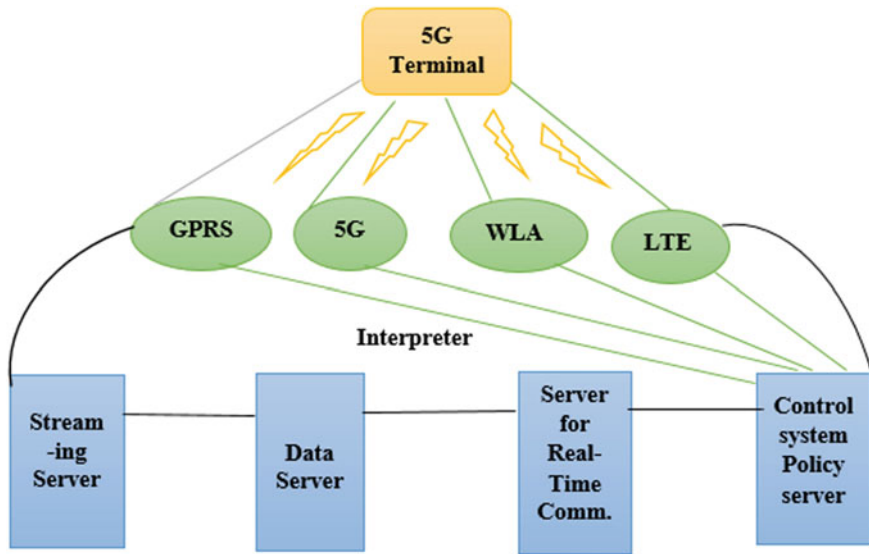 5G
Terminal
GPRS
5G
WLA
LTE
Interpreter
Stream
-ing
Server
Data
Server
Server
for
Real-
Time
Comm.
Control
system
Policy
server